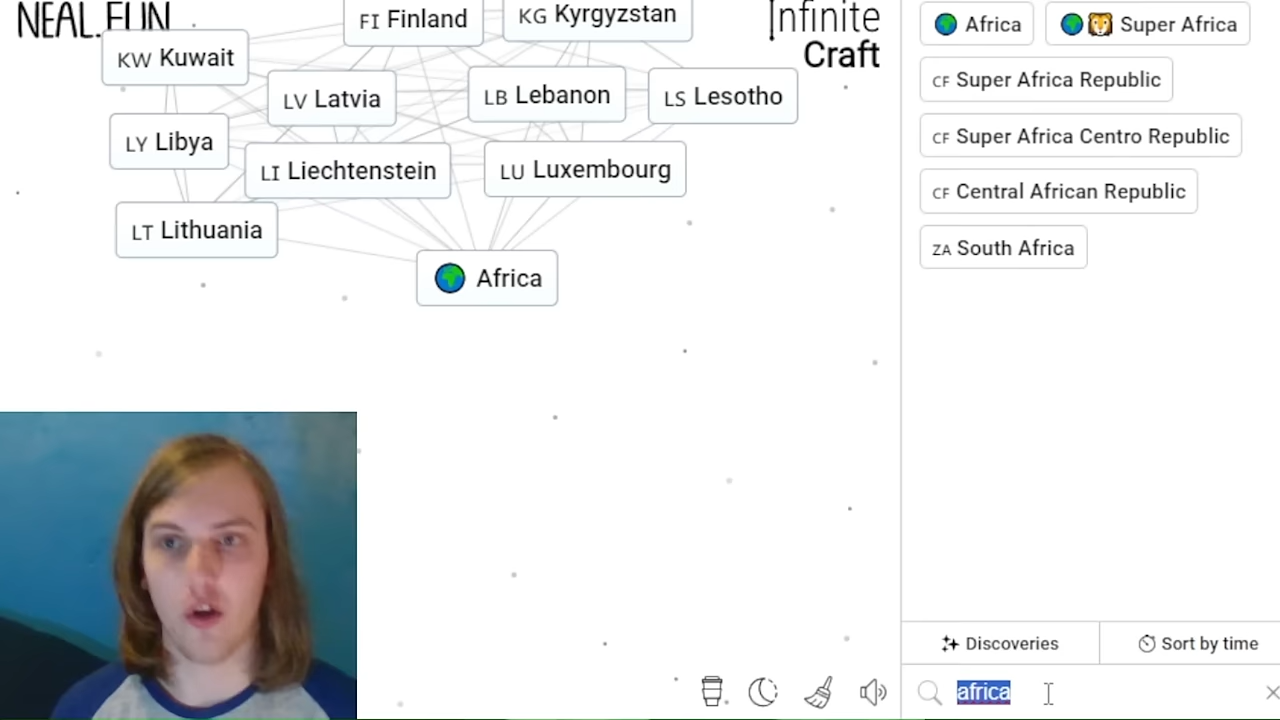 NEAL.FUN
FI Finland
KG Kyrgyzstan
Infinite
Craft
KW Kuwait
LV Latvia
LB Lebanon
LS Lesotho
LY Libya
LI Liechtenstein
LU Luxembourg
LT Lithuania
Africa
Africa
Super Africa
CF Super Africa Republic
CF Super Africa Centro Republic
CF Central African Republic
ZA South Africa
Discoveries
Sort by time
africa